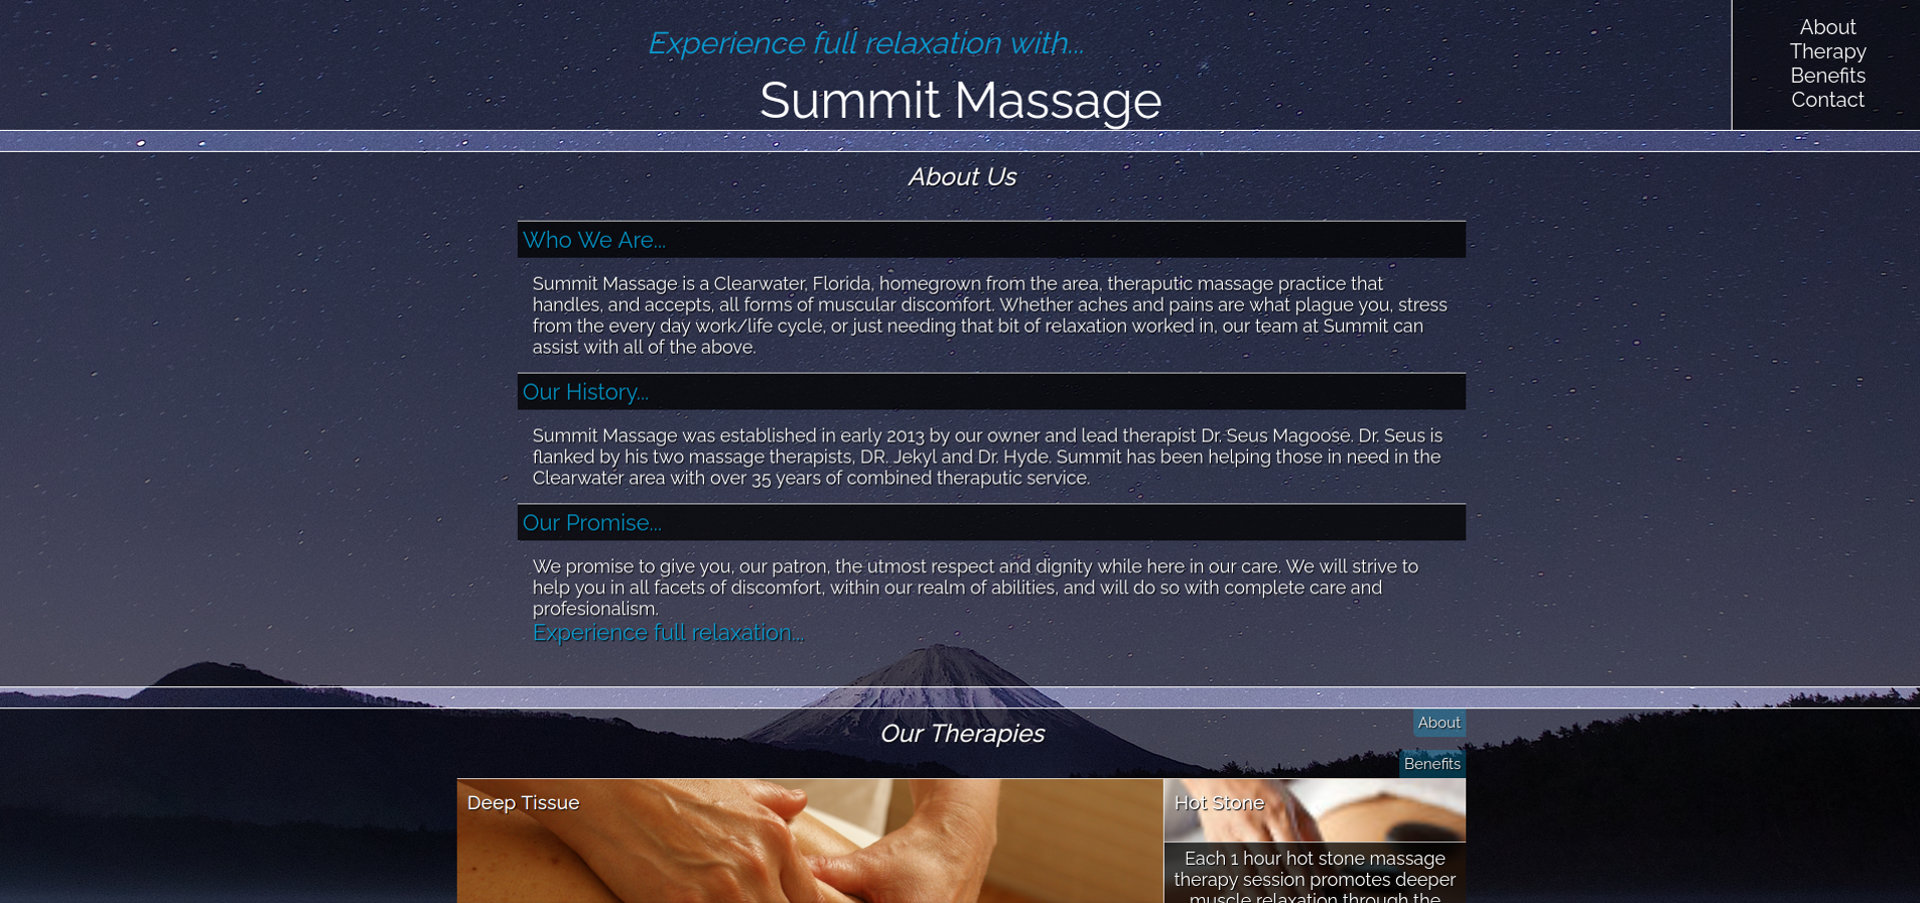 Experience full relaxation with...
Summit Massage
About
Therapy
Benefits
Contact
About Us
Who We Are...
Summit Massage is a Clearwater, Florida, homegrown from the area, theraputic massage practice that
handles, and accepts, all forms of muscular discomfort. Whether aches and pains are what plague you, stress
from the every day work/life cycle, or just needing that bit of relaxation worked in, our team at Summit can
assist with all of the above.
Our History...
Summit Massage was established in early 2013 by our owner and lead therapist Dr. Seus Magoose. Dr. Seus is
flanked by his two massage therapists, DR. Jekyl and Dr. Hyde. Summit has been helping those in need in the
Clearwater area with over 35 years of combined theraputic service.
Our Promise...
We promise to give you, our patron, the utmost respect and dignity while here in our care. We will strive to
help you in all facets of discomfort, within our realm of abilities, and will do so with complete care and
profesionalism.
Experience full relaxation...
Our Therapies
About
Benefits
Deep Tissue
Hot Stone
Each 1 hour hot stone massage
therapy session promotes deeper
muscle relaxation through the